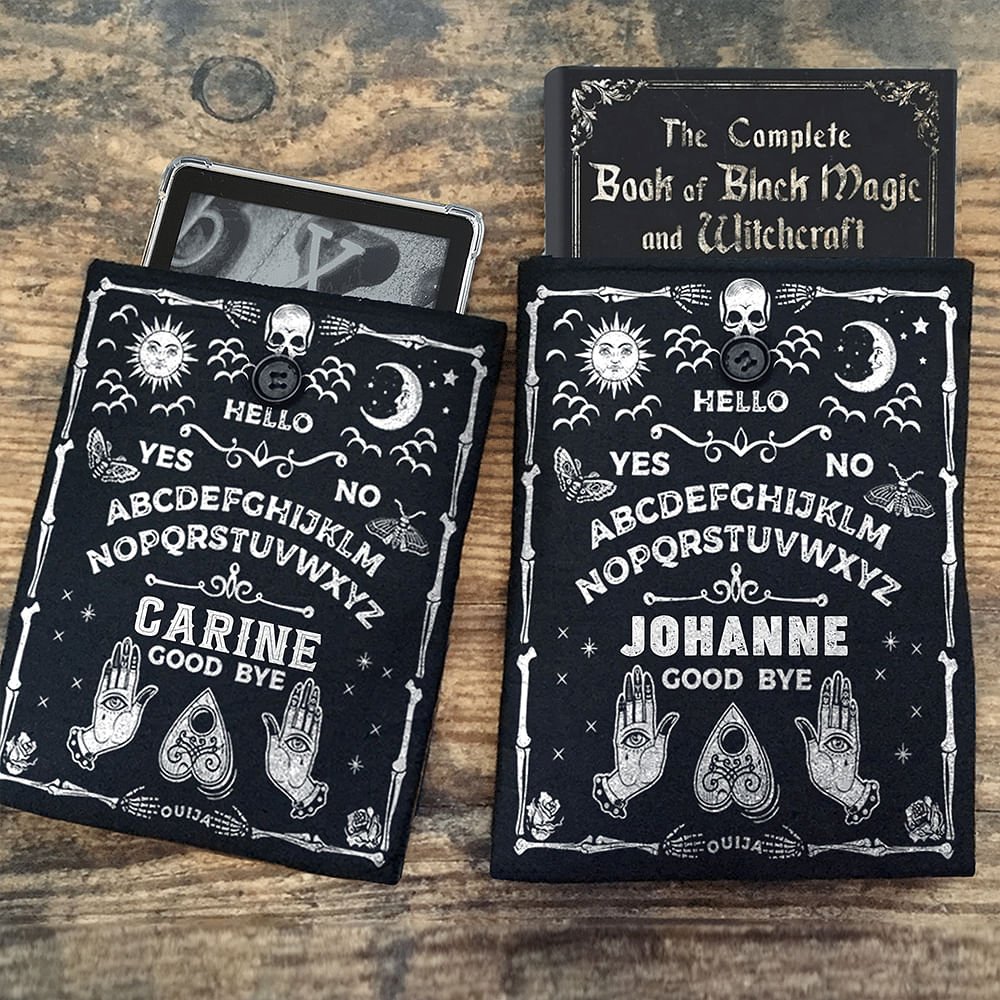 The Complete
Book of Black Magic
and Witchcraft
b X
HELLO
YES
NO
ABCDEFGHIJKLM
NOPQRSTUVWXYZ
CARINE
GOOD BYE
OUIJA
HELLO
YES
NO
ABCDEFGHIJKLM
NOPQRSTUVWXYZ
JOHANNE
GOOD BYE
OUIJA